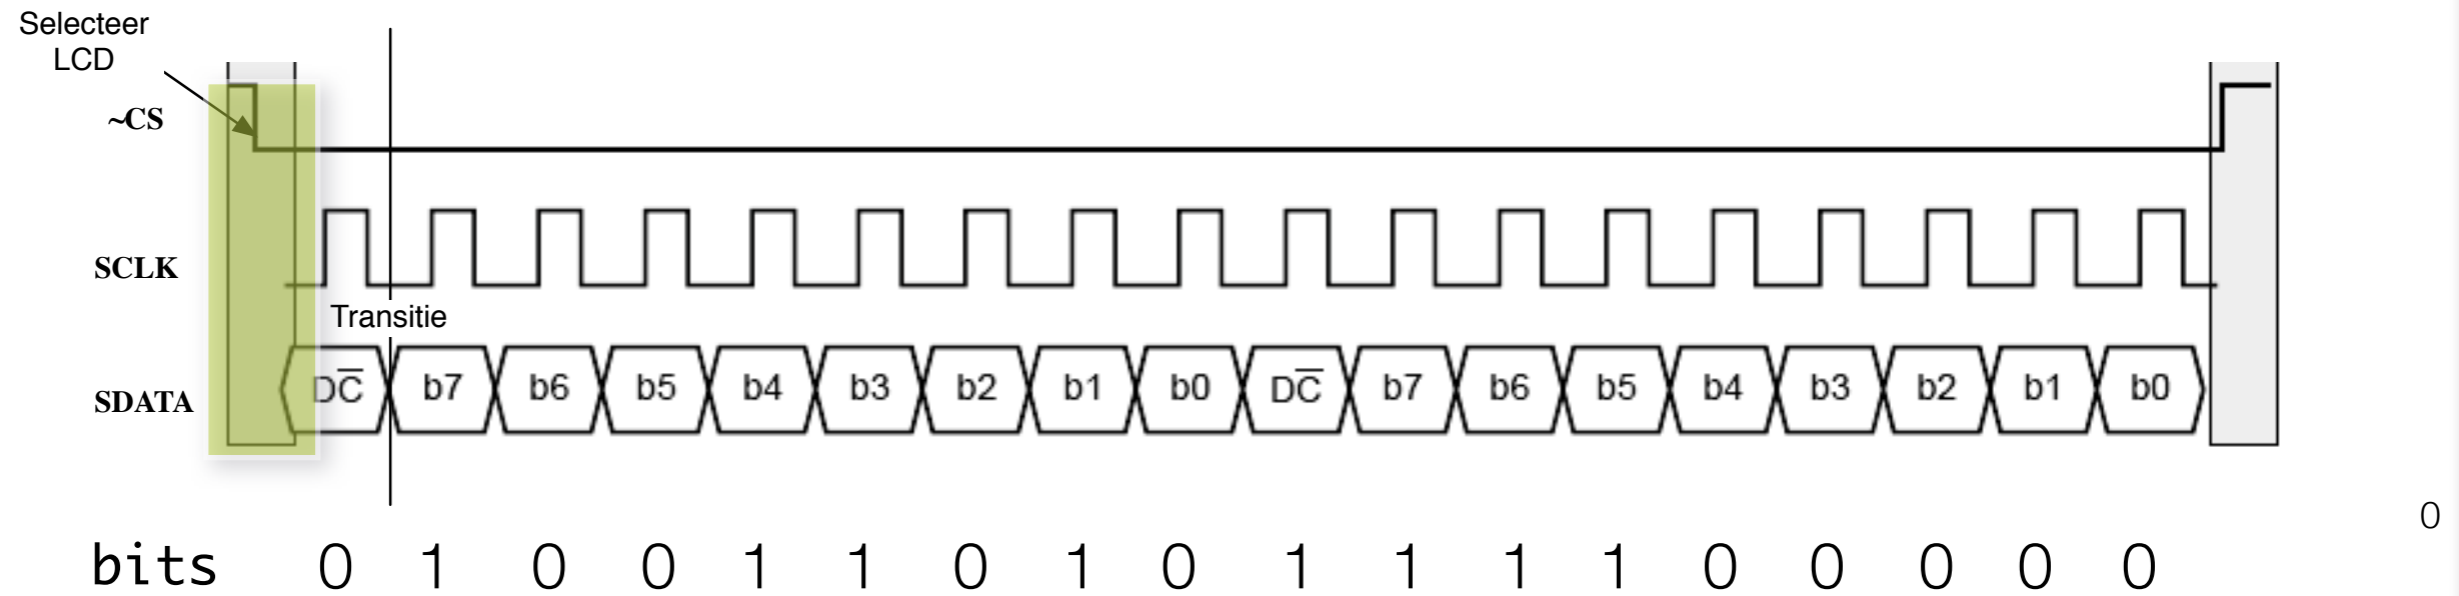 Selecteer
LCD
~CS
SCLK
Transitie
SDATA DC̅ b7 b6 b5 b4 b3 b2 b1 b0 DC̅ b7 b6 b5 b4 b3 b2 b1 b0
0
bits 0 1 0 0 1 1 0 1 0 1 1 1 1 0 0 0 0 0